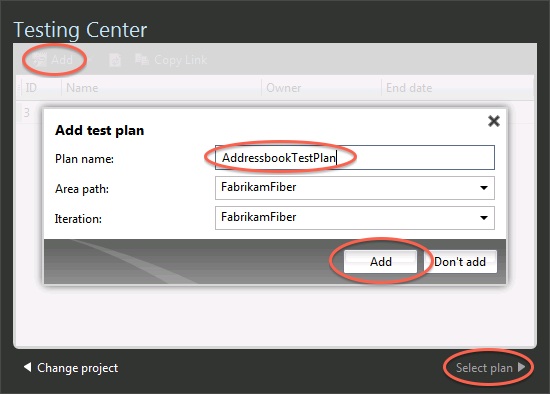 Testing Center
Add Copy Link
ID Name Owner End date
3
Add test plan
Plan name: AddressbookTestPlan
Area path: FabrikamFiber
Iteration: FabrikamFiber
Add Don't add
Change project Select plan